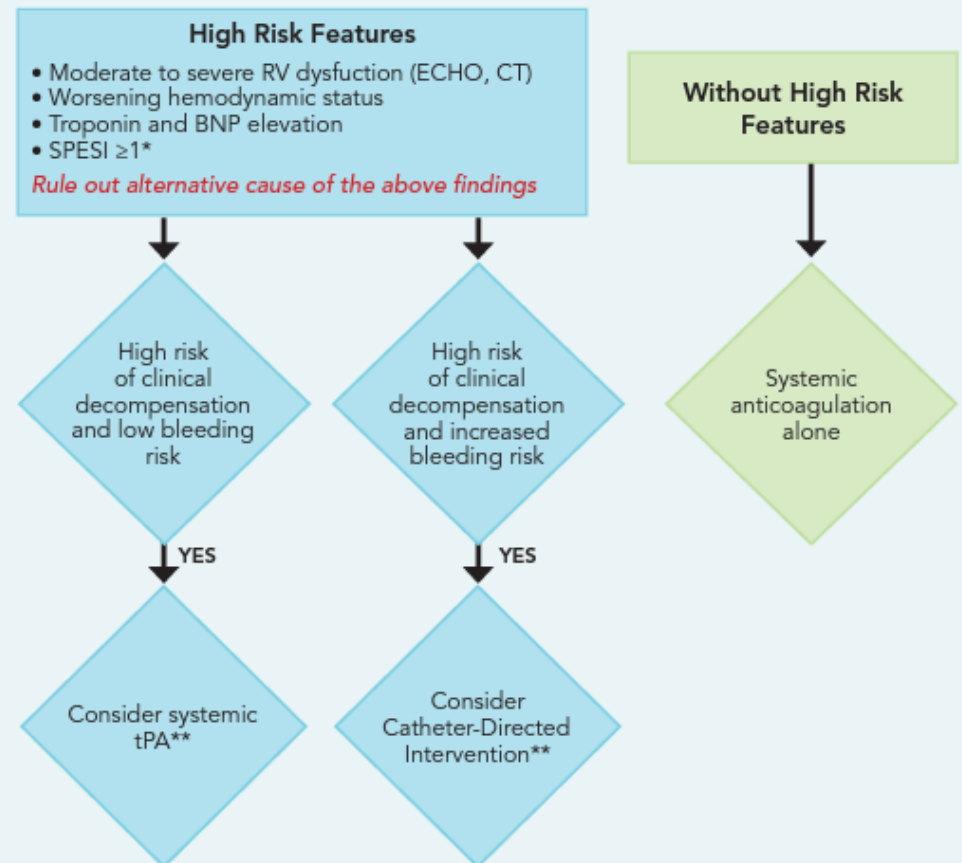 High Risk Features
• Moderate to severe RV dysfuction (ECHO, CT)
• Worsening hemodynamic status
• Troponin and BNP elevation
• SPESI ≥1*
Rule out alternative cause of the above findings
Without High Risk
Features
High risk
of clinical
decompensation
and low bleeding
risk
High risk
of clinical
decompensation
and increased
bleeding risk
Systemic
anticoagulation
alone
YES
YES
Consider systemic
tPA**
Consider
Catheter-Directed
Intervention**